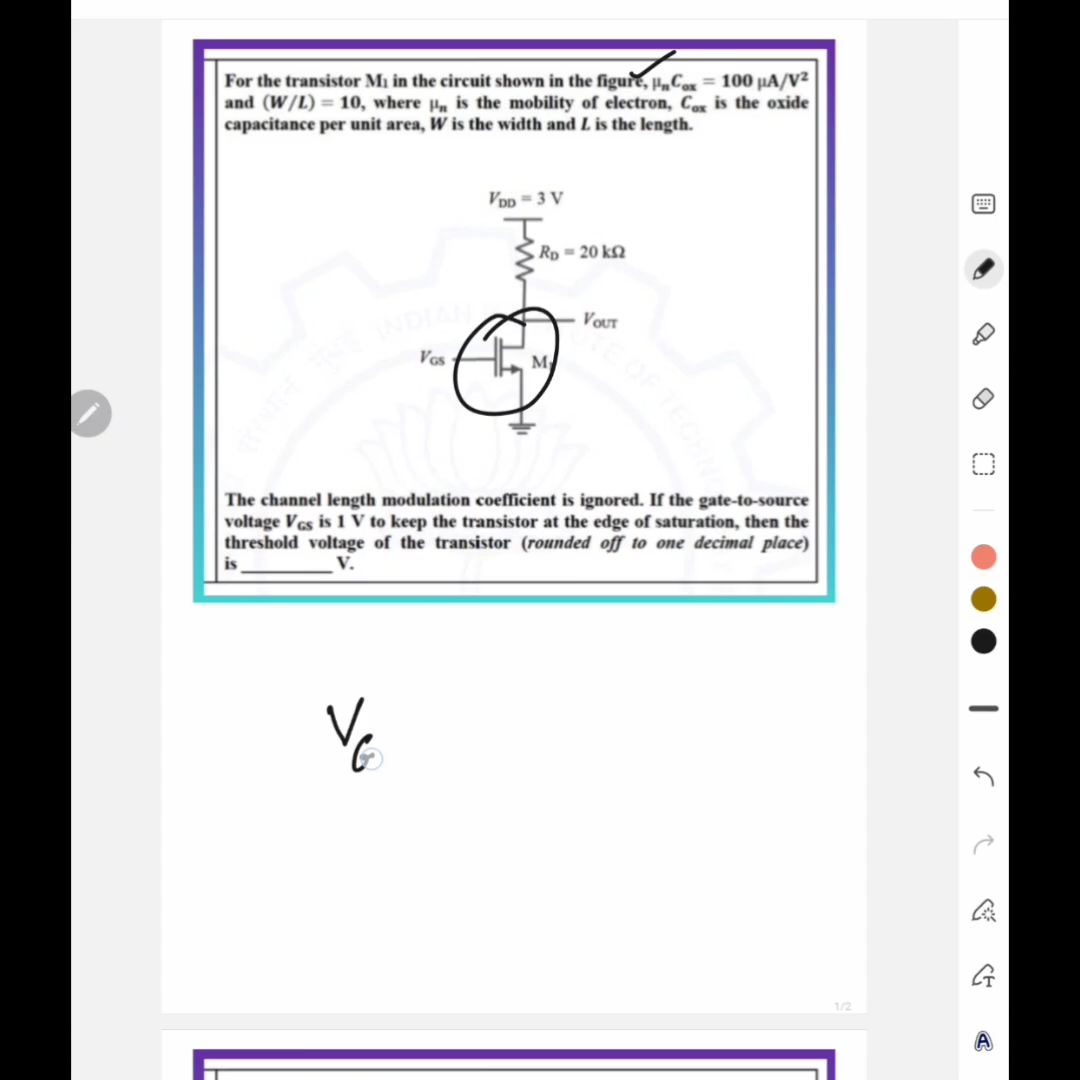 For the transistor M₁ in the circuit shown in the figure, μₙCₒₓ = 100 μA/V²
and (W/L) = 10, where μₙ is the mobility of electron, Cₒₓ is the oxide
capacitance per unit area, W is the width and L is the length.
VDD = 3 V
RD = 20 kΩ
VOUT
VGS
M₁
INDIAN
OF TECHNO
The channel length modulation coefficient is ignored. If the gate-to-source
voltage VGS is 1 V to keep the transistor at the edge of saturation, then the
threshold voltage of the transistor (rounded off to one decimal place)
is __________ V.
V
1/2
T
A